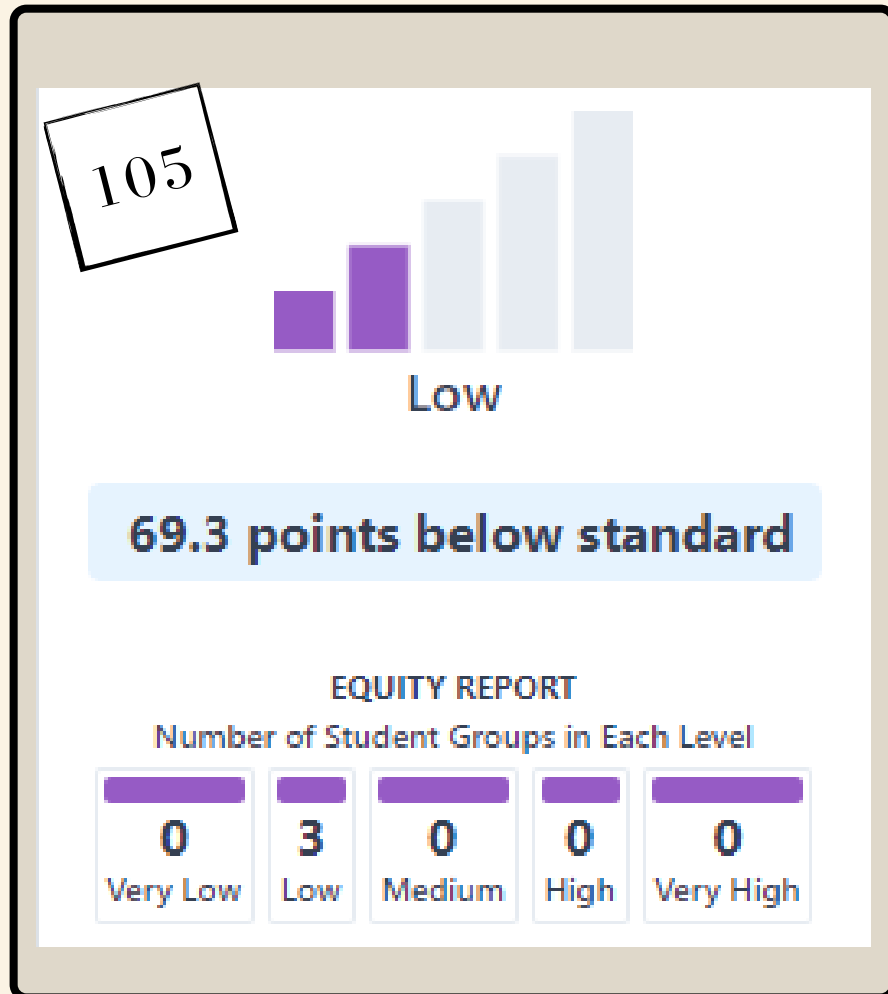 105
Low
69.3 points below standard
EQUITY REPORT
Number of Student Groups in Each Level
0 3 0 0 0
Very Low Low Medium High Very High